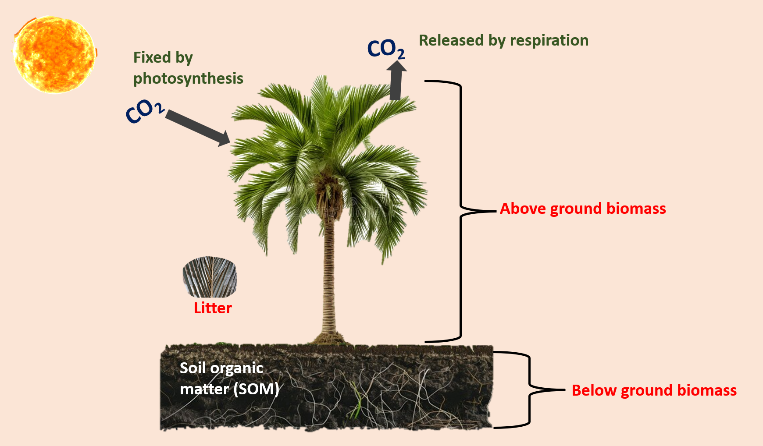 Released by respiration
CO₂
Fixed by
photosynthesis
CO₂
Above ground biomass
Litter
Soil organic
matter (SOM)
Below ground biomass